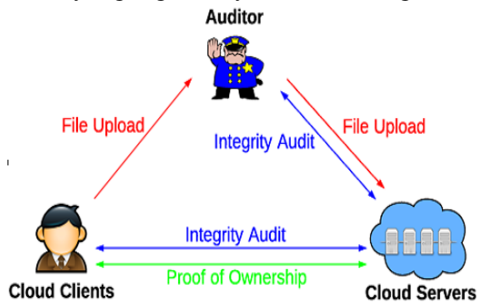 Auditor
File Upload
File Upload
Integrity Audit
Integrity Audit
Proof of Ownership
Cloud Clients
Cloud Servers